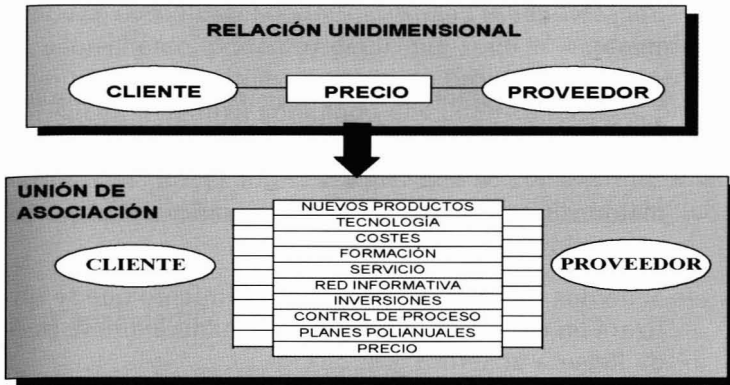 RELACIÓN UNIDIMENSIONAL
CLIENTE
PRECIO
PROVEEDOR
UNIÓN DE
ASOCIACIÓN
NUEVOS PRODUCTOS
TECNOLOGÍA
COSTES
FORMACIÓN
SERVICIO
RED INFORMATIVA
INVERSIONES
CONTROL DE PROCESO
PLANES POLIANUALES
PRECIO
CLIENTE
PROVEEDOR